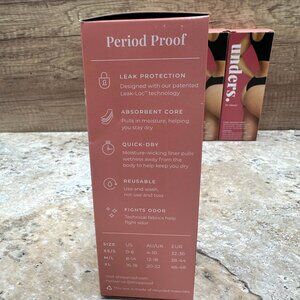 Period Proof
LEAK PROTECTION
Designed with our patented
Leak-Loc™ technology
ABSORBENT CORE
Pulls in moisture, helping
you stay dry
QUICK-DRY
Moisture-wicking liner pulls
wetness away from the
body to help keep you dry
REUSABLE
Use and wash,
not use and toss
FIGHTS ODOR
Technical fabrics help
fight odor
SIZE US AU/UK EUR
XS/S 0-6 4-10 32-36
M/L 8-14 12-18 38-44
XL 16-18 20-22 46-48
unders.